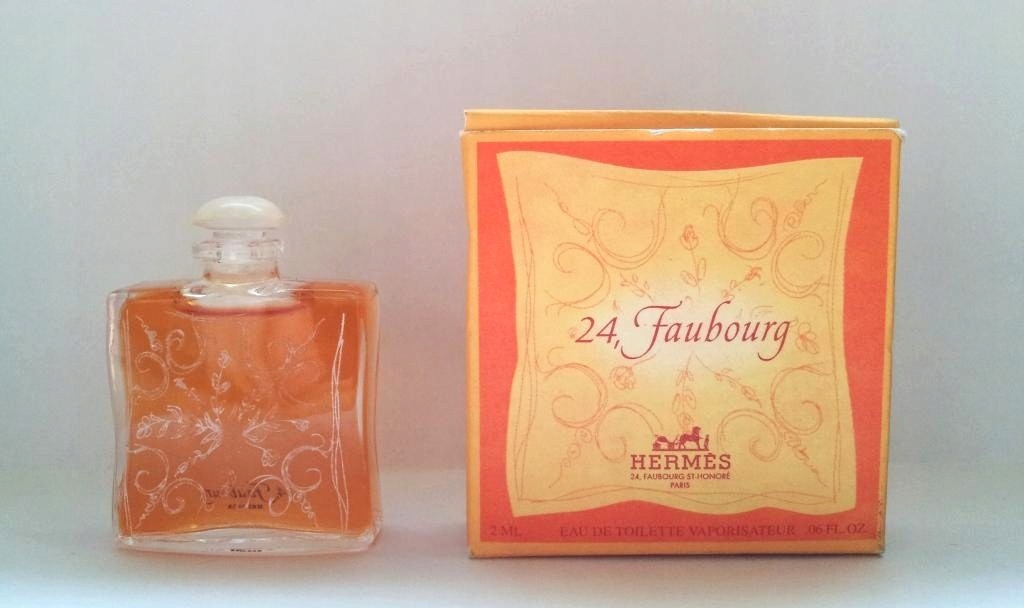 24, Faubourg
HERMÈS
24, FAUBOURG ST-HONORÉ
PARIS
2 ML EAU DE TOILETTE VAPORISATEUR .06 FL.OZ